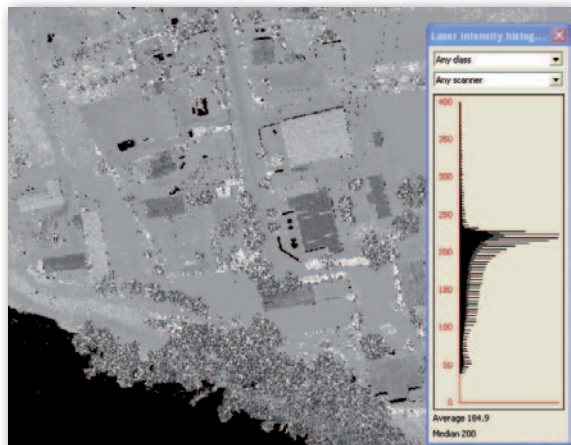 Laser intensity histog...
Any class
Any scanner
400
350
300
250
200
150
100
50
0
Average 184.9
Median 200